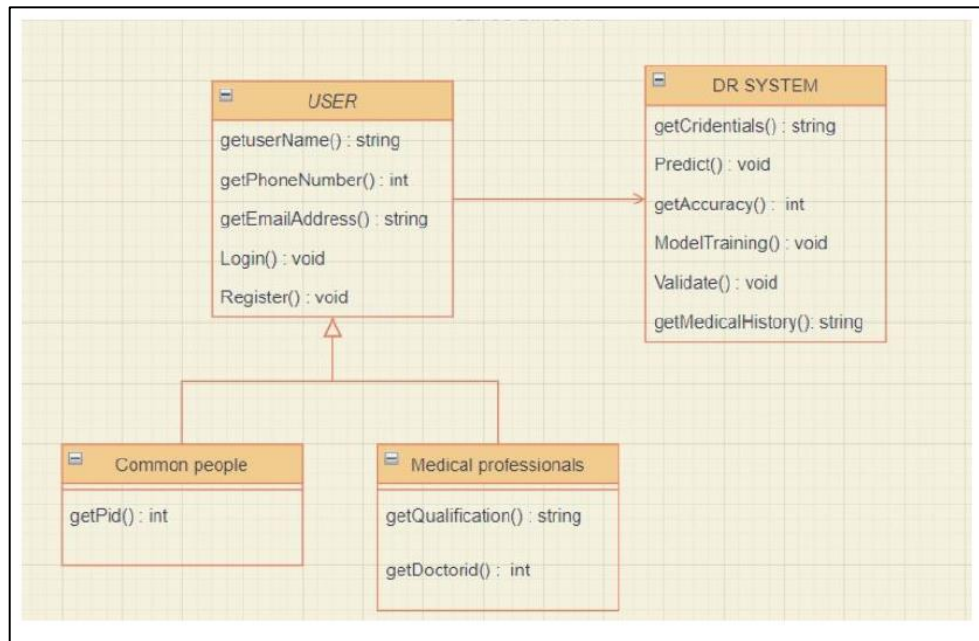 USER
getuserName() : string
getPhoneNumber() : int
getEmailAddress() : string
Login() : void
Register() : void
DR SYSTEM
getCridentials() : string
Predict() : void
getAccuracy() : int
ModelTraining() : void
Validate() : void
getMedicalHistory(): string
Common people
getPid() : int
Medical professionals
getQualification() : string
getDoctorid() : int